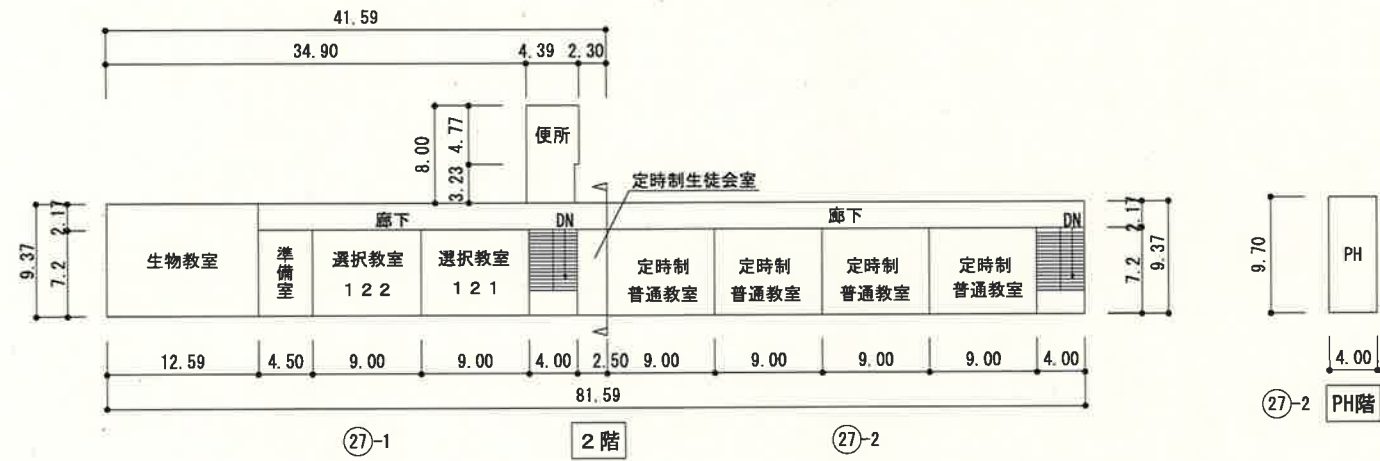 41.59
34.90
4.39
2.30
8.00
4.77
3.23
便所
定時制生徒会室
9.37
7.2
2.17
生物教室
廊下
準備室
選択教室
122
選択教室
121
DN
廊下
定時制
普通教室
定時制
普通教室
定時制
普通教室
定時制
普通教室
DN
7.2
2.17
9.37
9.70
PH
12.59
4.50
9.00
9.00
4.00
2.50
9.00
9.00
9.00
9.00
4.00
4.00
81.59
㉗-1
2階
㉗-2
㉗-2
PH階